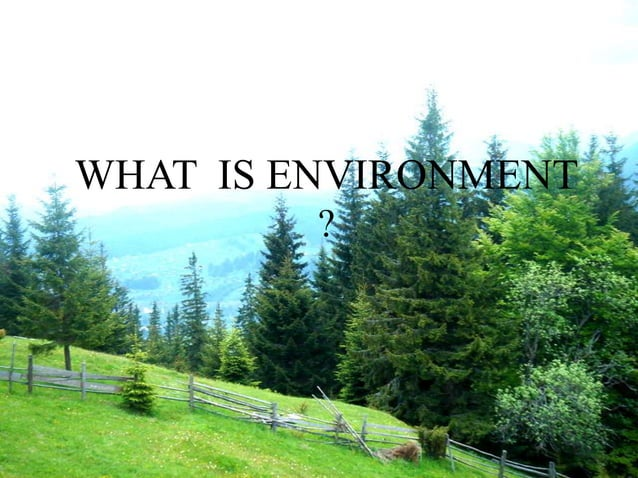 WHAT  IS ENVIRONMENT
?